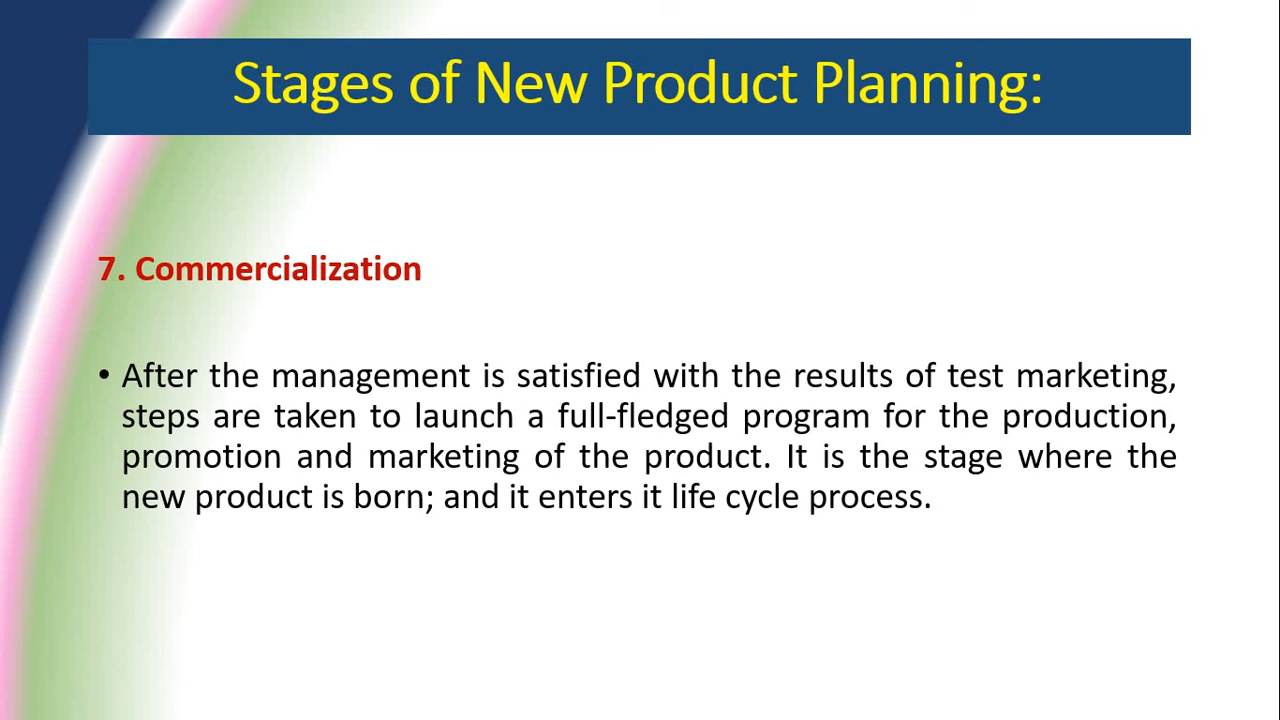 Stages of New Product Planning:
7. Commercialization
• After the management is satisfied with the results of test marketing,
steps are taken to launch a full-fledged program for the production,
promotion and marketing of the product. It is the stage where the
new product is born; and it enters it life cycle process.